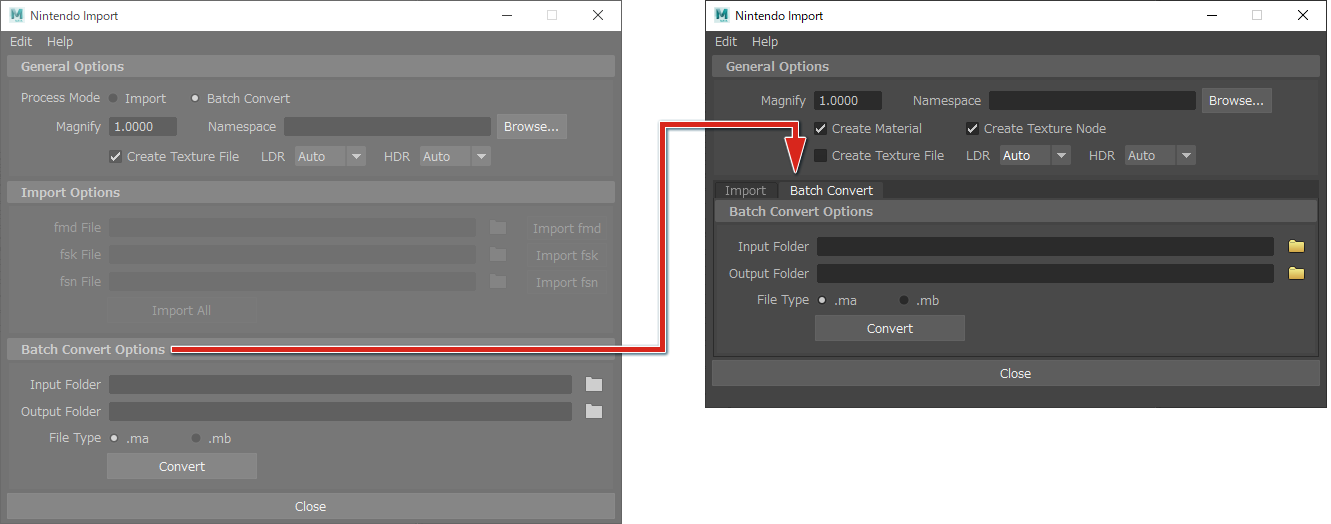 Nintendo Import
Edit Help
General Options
Process Mode Import Batch Convert
Magnify 1.0000 Namespace Browse...
Create Texture File LDR Auto HDR Auto
Import Options
fmd File Import fmd
fsk File Import fsk
fsn File Import fsn
Import All
Batch Convert Options
Input Folder
Output Folder
File Type .ma .mb
Convert
Close
Nintendo Import
Edit Help
General Options
Magnify 1.0000 Namespace Browse...
Create Material Create Texture Node
Create Texture File LDR Auto HDR Auto
Import Batch Convert
Batch Convert Options
Input Folder
Output Folder
File Type .ma .mb
Convert
Close